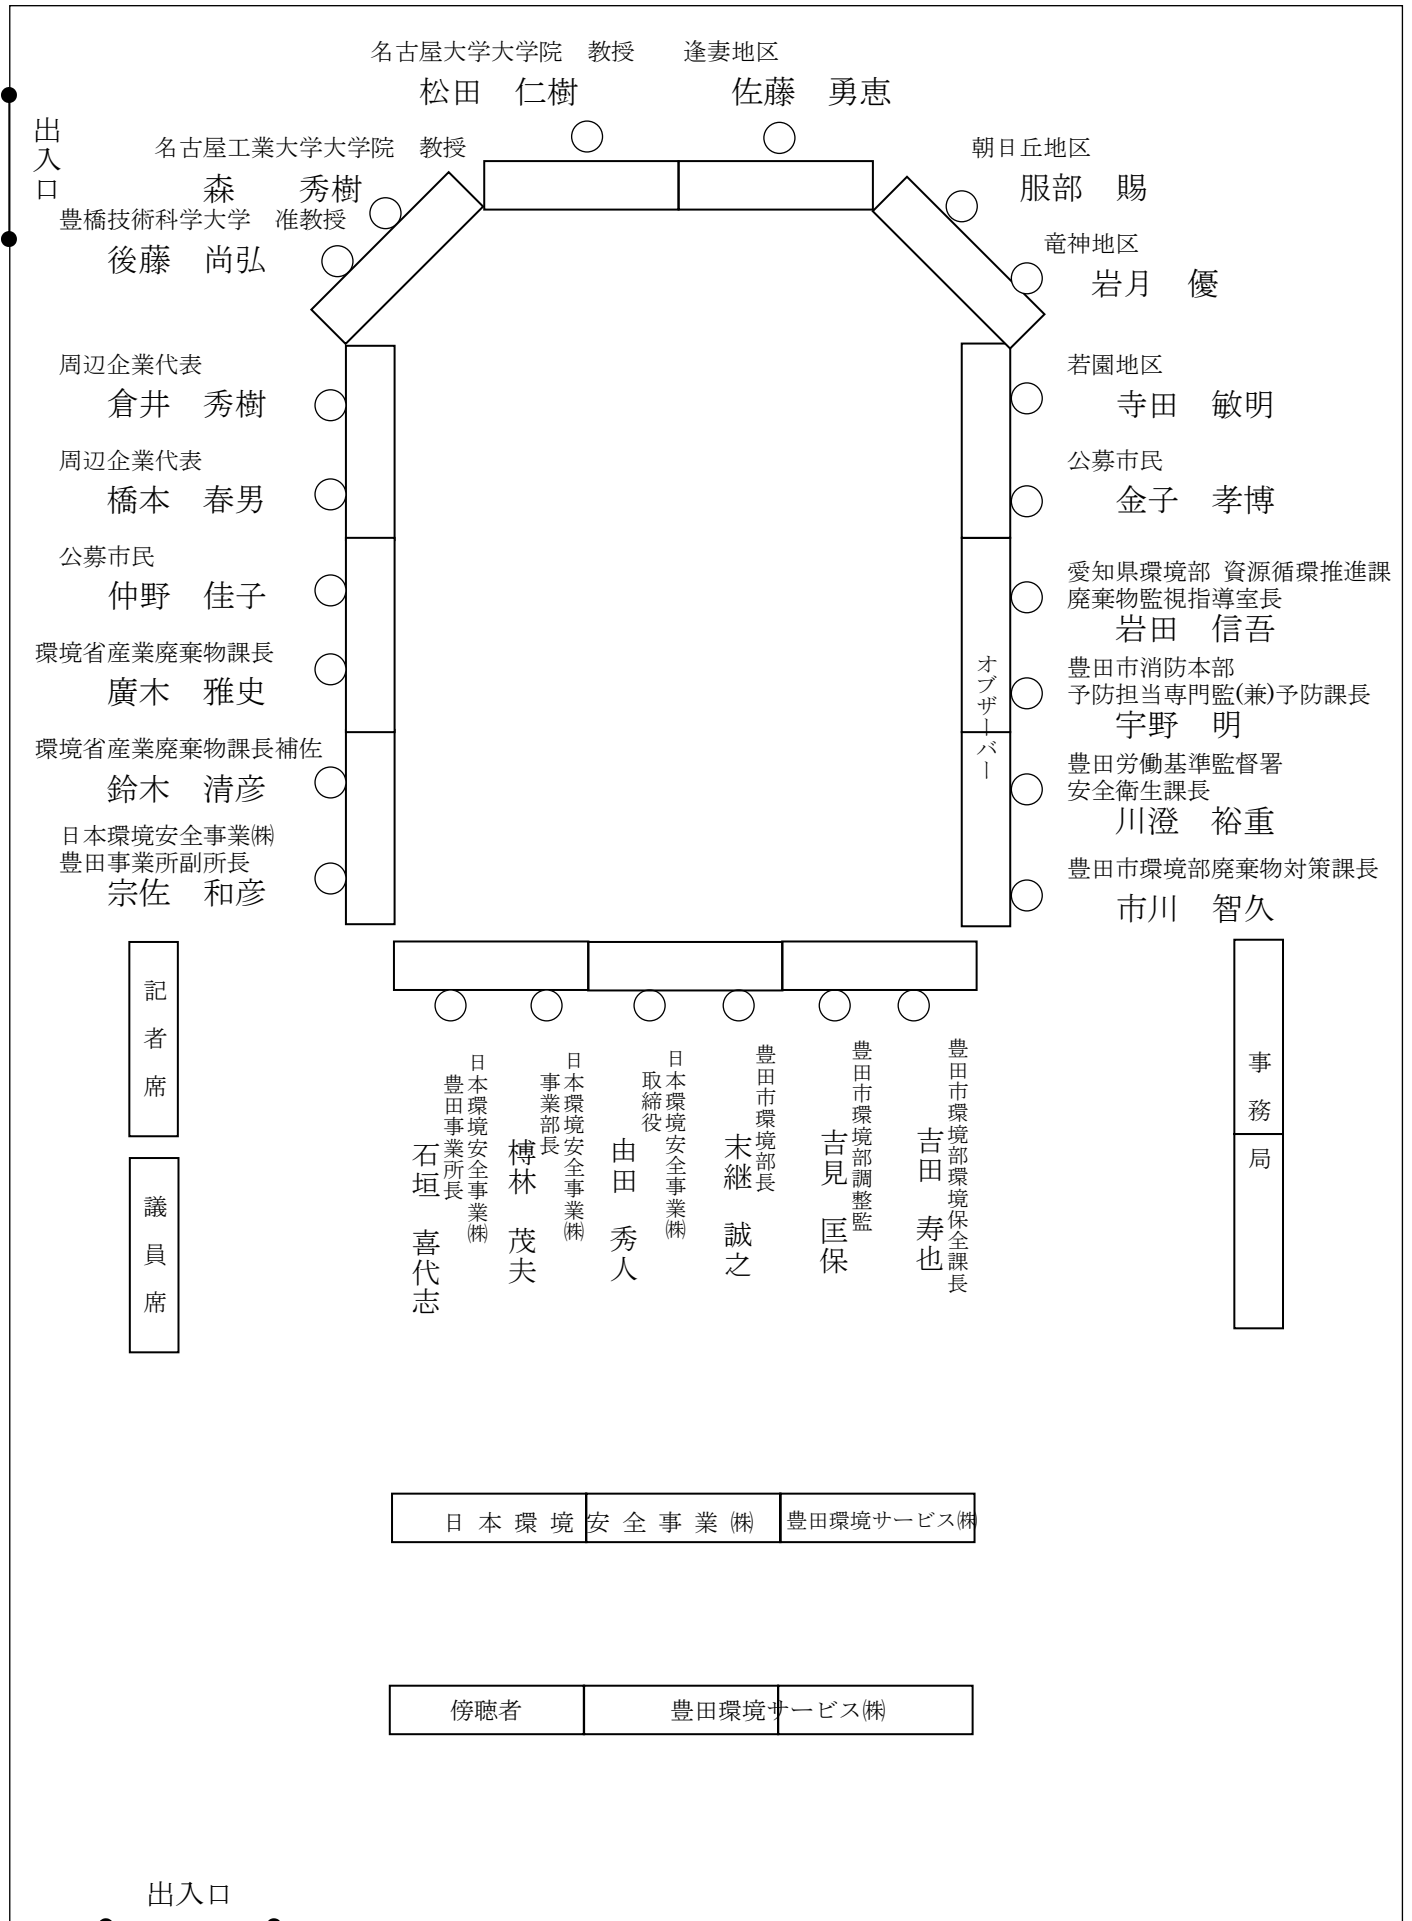 名古屋大学大学院　教授
松田　仁樹
逢妻地区
佐藤　勇恵
出入口
名古屋工業大学大学院　教授
森　　秀樹
豊橋技術科学大学　准教授
後藤　尚弘
朝日丘地区
服部　賜
竜神地区
岩月　優
周辺企業代表
倉井　秀樹
周辺企業代表
橋本　春男
公募市民
仲野　佳子
環境省産業廃棄物課長
廣木　雅史
環境省産業廃棄物課長補佐
鈴木　清彦
日本環境安全事業㈱
豊田事業所副所長
宗佐　和彦
若園地区
寺田　敏明
公募市民
金子　孝博
愛知県環境部 資源循環推進課
廃棄物監視指導室長
岩田　信吾
オブザーバー
豊田市消防本部
予防担当専門監(兼)予防課長
宇野　明
豊田労働基準監督署
安全衛生課長
川澄　裕重
豊田市環境部廃棄物対策課長
市川　智久
記者席
議員席
事務局
日本環境安全事業㈱
豊田事業所長
石垣　喜代志
日本環境安全事業㈱
事業部長
榑林　茂夫
日本環境安全事業㈱
取締役
由田　秀人
豊田市環境部長
末継　誠之
豊田市環境部調整監
吉見　匡保
豊田市環境部環境保全課長
吉田　寿也
日本環境安全事業㈱
豊田環境サービス㈱
傍聴者
豊田環境サービス㈱
出入口